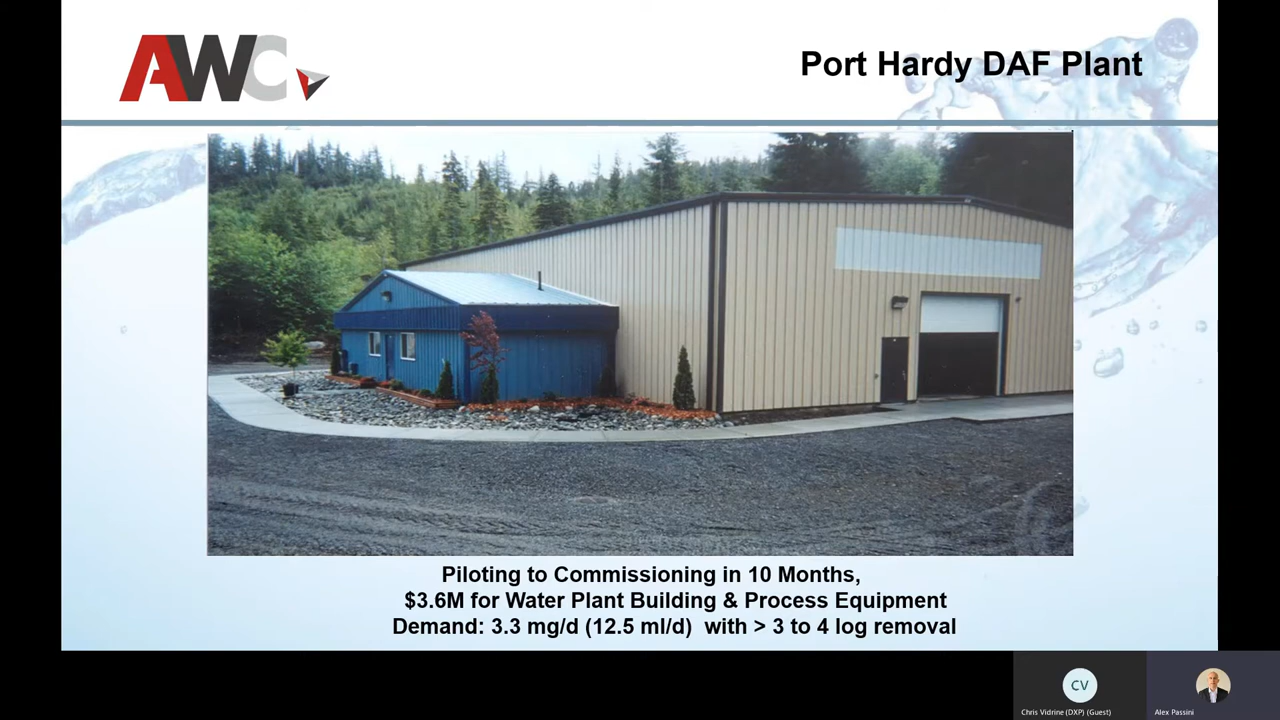 AWC
Port Hardy DAF Plant
Piloting to Commissioning in 10 Months,
$3.6M for Water Plant Building & Process Equipment
Demand: 3.3 mg/d (12.5 ml/d) with > 3 to 4 log removal
CV
Chris Vidrine (DXP) (Guest)
Alex Passini